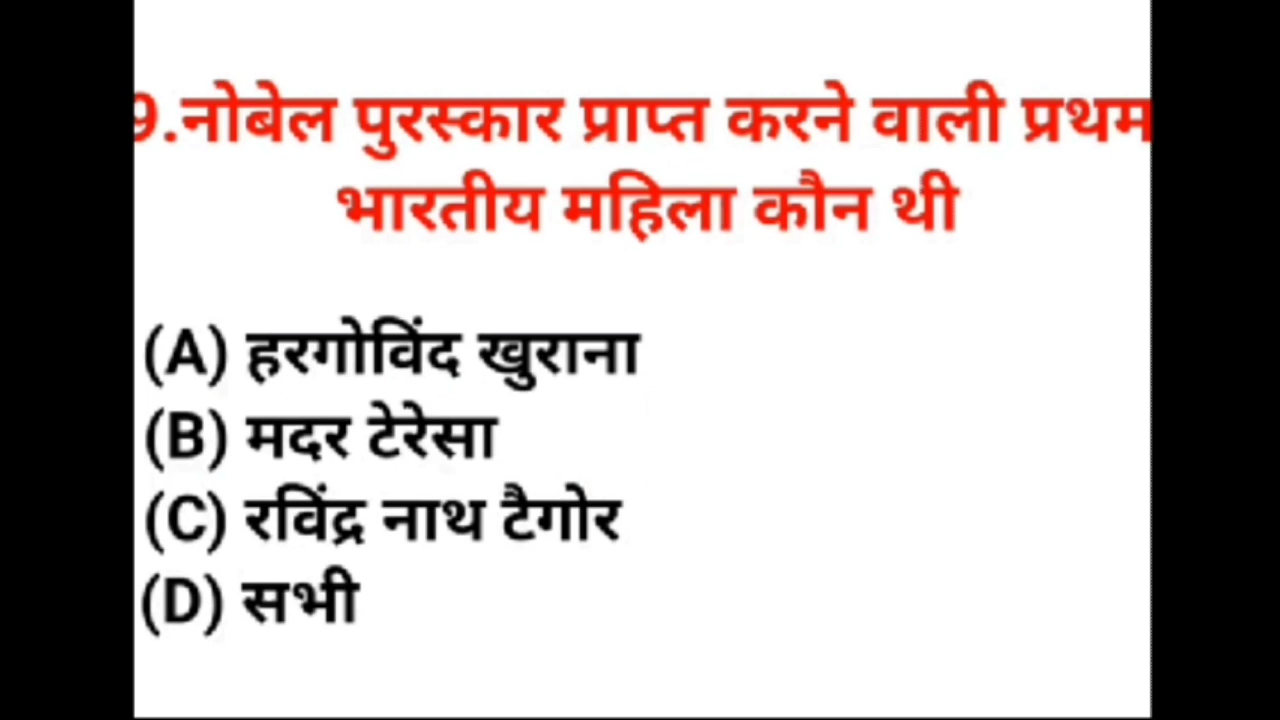 9.नोबेल पुरस्कार प्राप्त करने वाली प्रथम
भारतीय महिला कौन थी
(A) हरगोविंद खुराना
(B) मदर टेरेसा
(C) रविंद्र नाथ टैगोर
(D) सभी